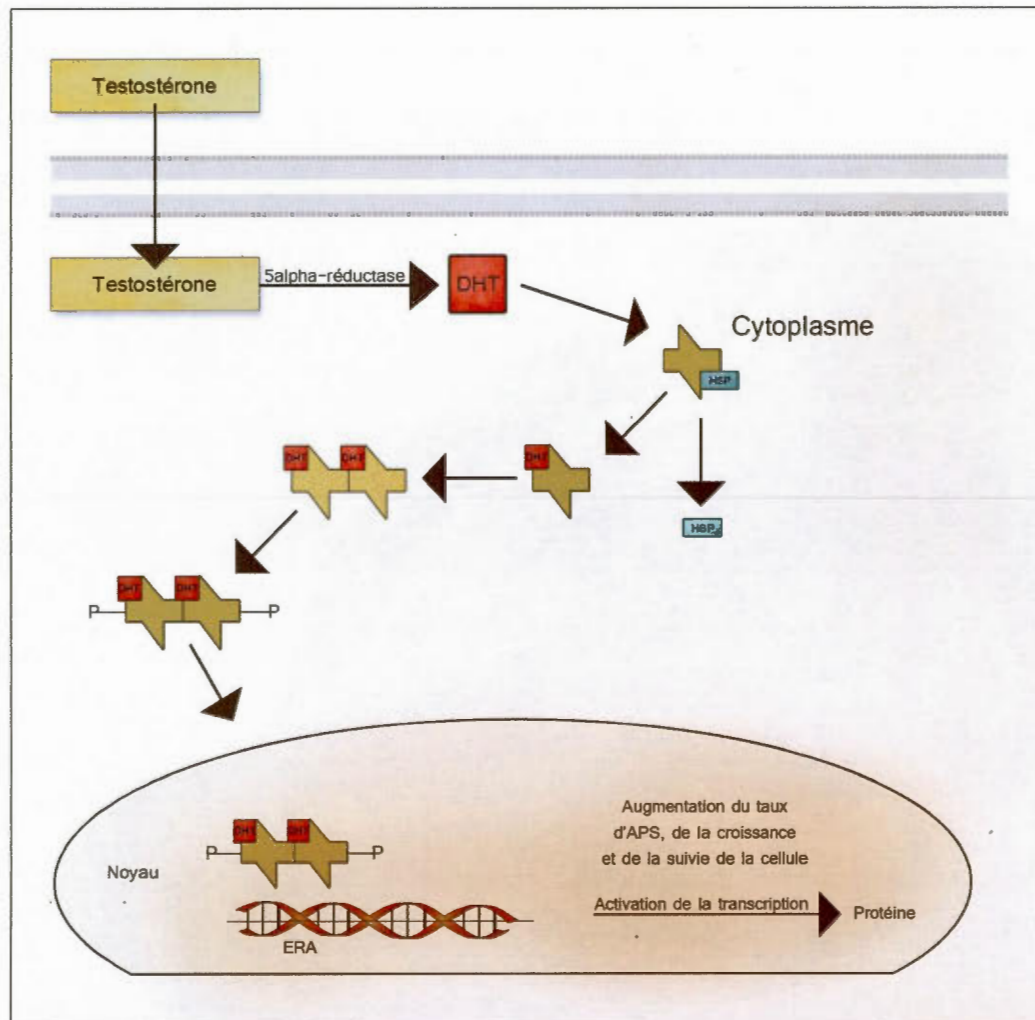 Testostérone
Testostérone
5alpha-réductase
DHT
Cytoplasme
HSP
DHT
DHT
DHT
HSP
DHT
DHT
P
P
DHT
DHT
P
P
Noyau
Augmentation du taux
d'APS, de la croissance
et de la suivie de la cellule
Activation de la transcription
Protéine
ERA